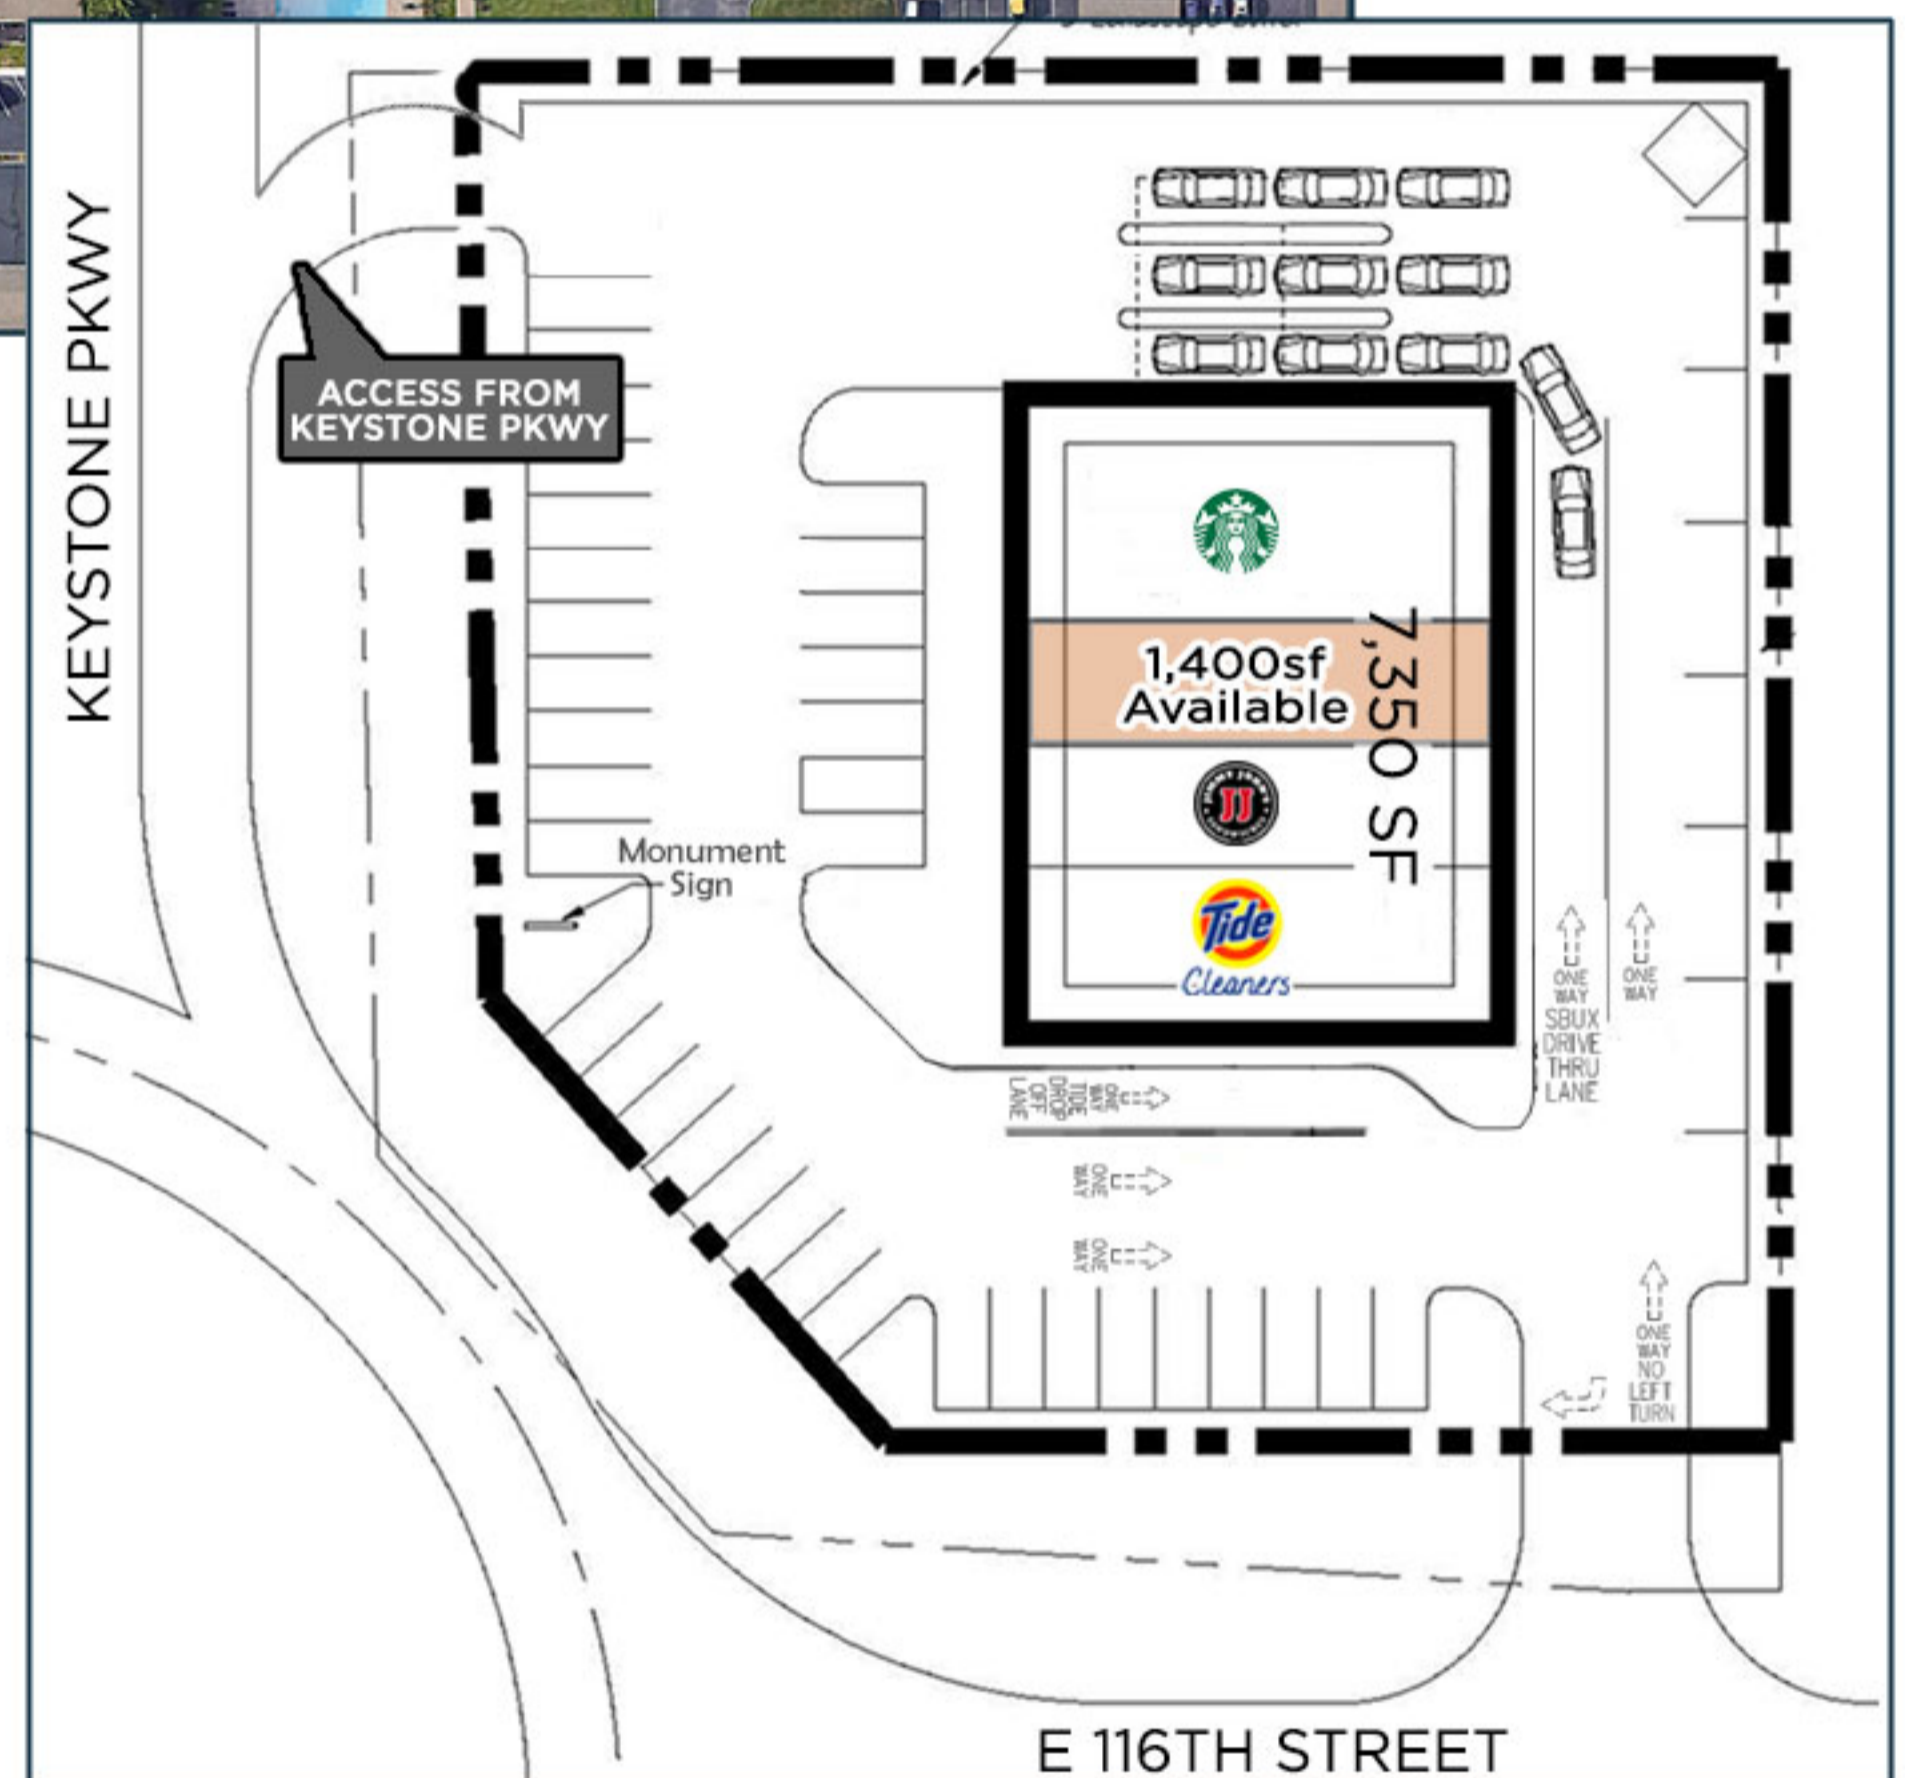 KEYSTONE PKWY
ACCESS FROM
KEYSTONE PKWY
1,400sf
Available
7,350 SF
JJ
Monument
Sign
Tide
Cleaners
ONE
WAY
SBUX
DRIVE
THRU
LANE
ONE
WAY
ONE
WAY
TIDE
DROP
OFF
LANE
ONE
WAY
ONE
WAY
ONE
WAY
NO
LEFT
TURN
E 116TH STREET